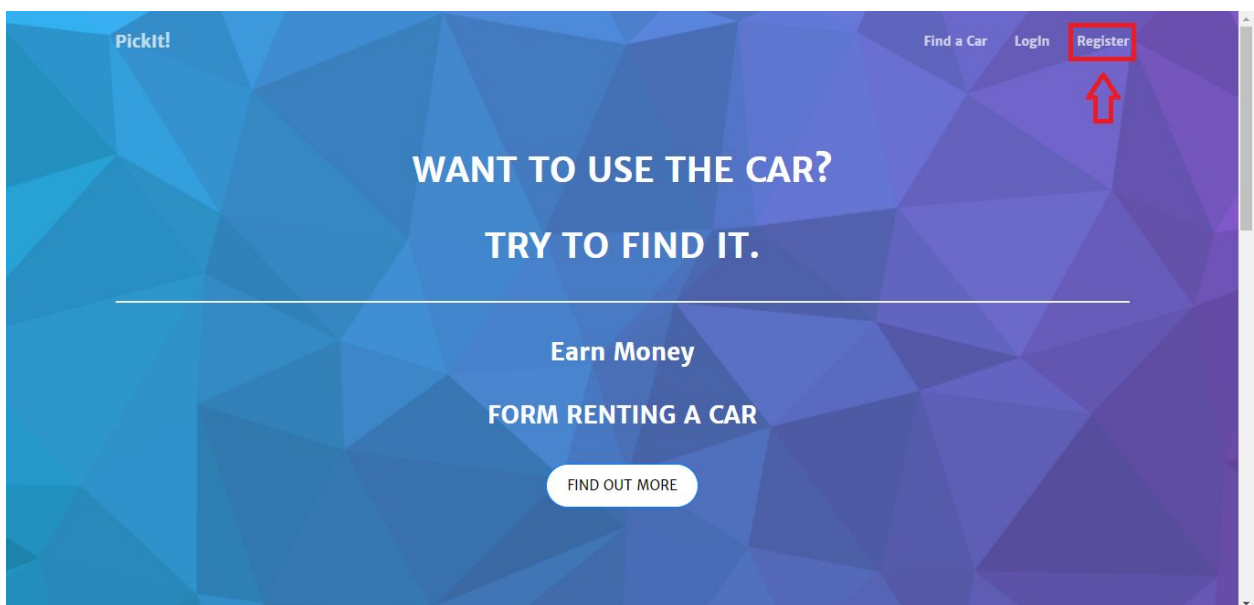 PickIt!
Find a Car LogIn Register
WANT TO USE THE CAR?
TRY TO FIND IT.
Earn Money
FORM RENTING A CAR
FIND OUT MORE